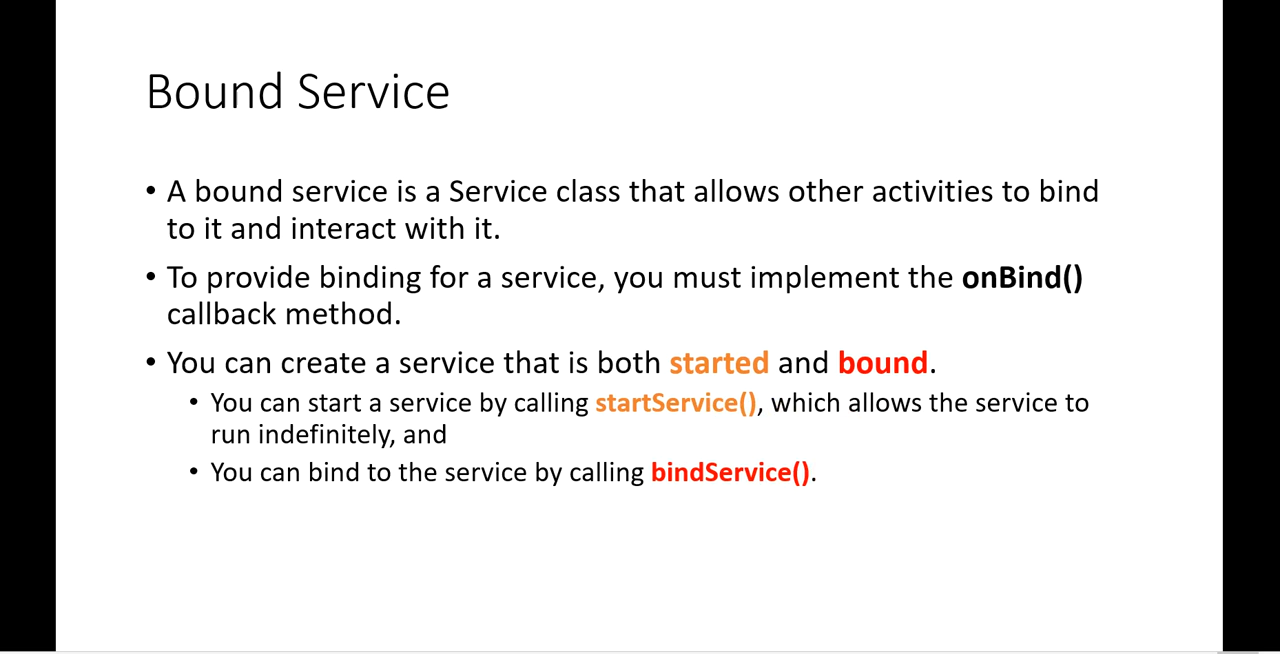 Bound Service
• A bound service is a Service class that allows other activities to bind
to it and interact with it.
• To provide binding for a service, you must implement the onBind()
callback method.
• You can create a service that is both started and bound.
• You can start a service by calling startService(), which allows the service to
run indefinitely, and
• You can bind to the service by calling bindService().